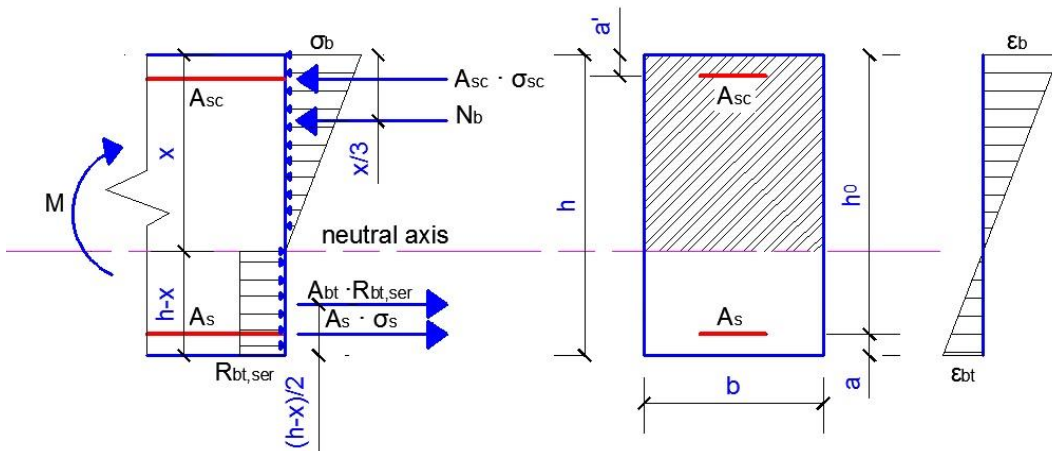 σb
Asc · σsc
Asc
Nb
x
x/3
M
neutral axis
h-x
Abt · Rbt,ser
As
As · σs
Rbt,ser
(h-x)/2
a'
Asc
h
h0
As
b
a
εb
εbt